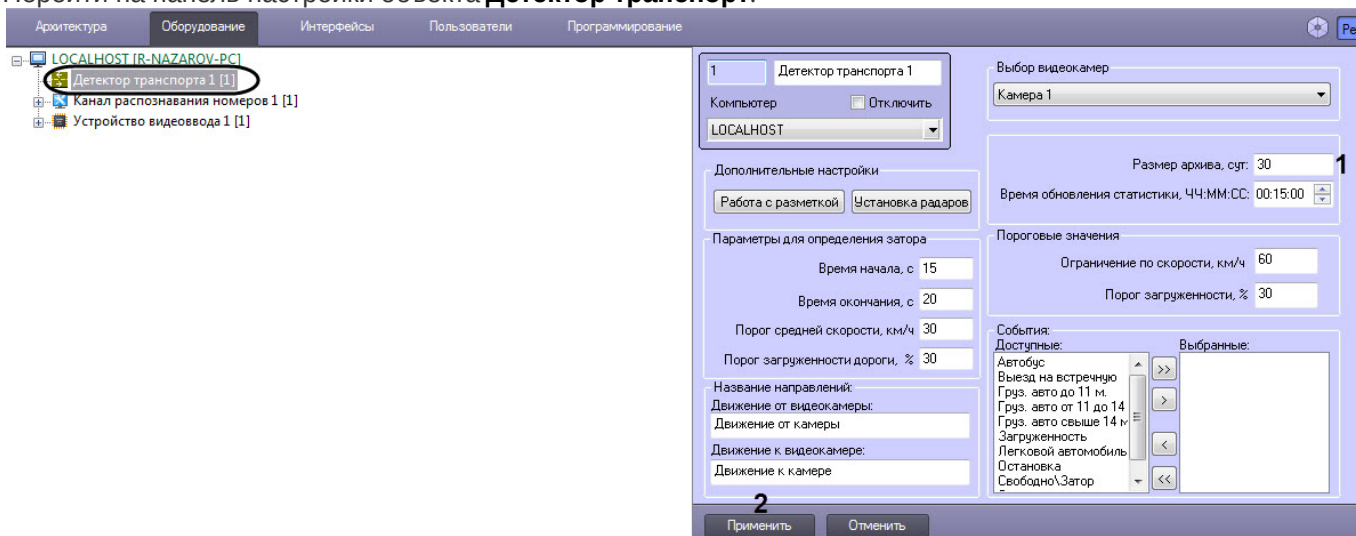 Перейти на панель настройки объекта Детектор транспорт.
Архитектура Оборудование Интерфейсы Пользователи Программирование
LOCALHOST [R-NAZAROV-PC]
Детектор транспорта 1 [1]
Канал распознавания номеров 1 [1]
Устройство видеоввода 1 [1]
1 Детектор транспорта 1
Компьютер Отключить
LOCALHOST
Дополнительные настройки
Работа с разметкой Установка радаров
Параметры для определения затора
Время начала, с 15
Время окончания, с 20
Порог средней скорости, км/ч 30
Порог загруженности дороги, % 30
Название направлений:
Движение от видеокамеры:
Движение от камеры
Движение к видеокамере:
Движение к камере
Выбор видеокамер
Камера 1
Размер архива, сут: 30 1
Время обновления статистики, ЧЧ:ММ:СС: 00:15:00
Пороговые значения
Ограничение по скорости, км/ч 60
Порог загруженности, % 30
События:
Доступные: Выбранные:
Автобус
Выезд на встречную
Груз. авто до 11 м.
Груз. авто от 11 до 14
Груз. авто свыше 14 м
Загруженность
Легковой автомобиль
Остановка
Свободно\Затор
>>
>
<
<<
2
Применить Отменить